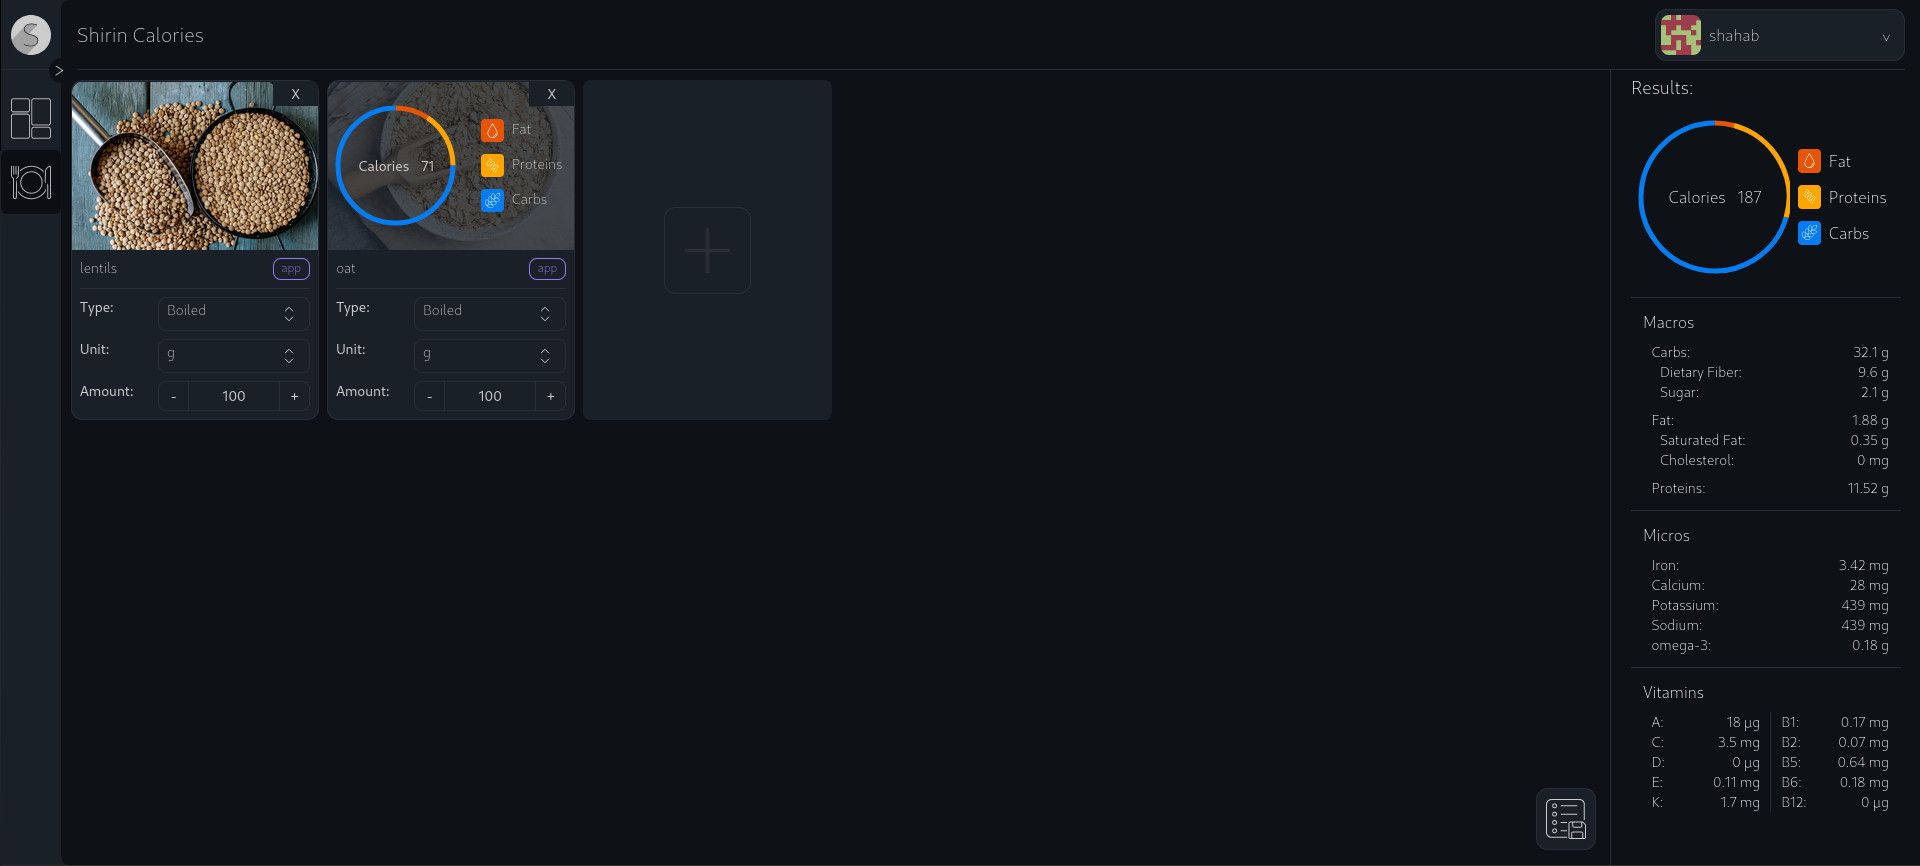 S
Shirin Calories
shahab
v
>
X
lentils
app
Type:
Boiled
Unit:
g
Amount:
- 100 +
X
Calories 71
Fat
Proteins
Carbs
oat
app
Type:
Boiled
Unit:
g
Amount:
- 100 +
Results:
Calories 187
Fat
Proteins
Carbs
Macros
Carbs: 32.1 g
Dietary Fiber: 9.6 g
Sugar: 2.1 g
Fat: 1.88 g
Saturated Fat: 0.35 g
Cholesterol: 0 mg
Proteins: 11.52 g
Micros
Iron: 3.42 mg
Calcium: 28 mg
Potassium: 439 mg
Sodium: 439 mg
omega-3: 0.18 g
Vitamins
A: 18 µg B1: 0.17 mg
C: 3.5 mg B2: 0.07 mg
D: 0 µg B5: 0.64 mg
E: 0.11 mg B6: 0.18 mg
K: 1.7 mg B12: 0 µg